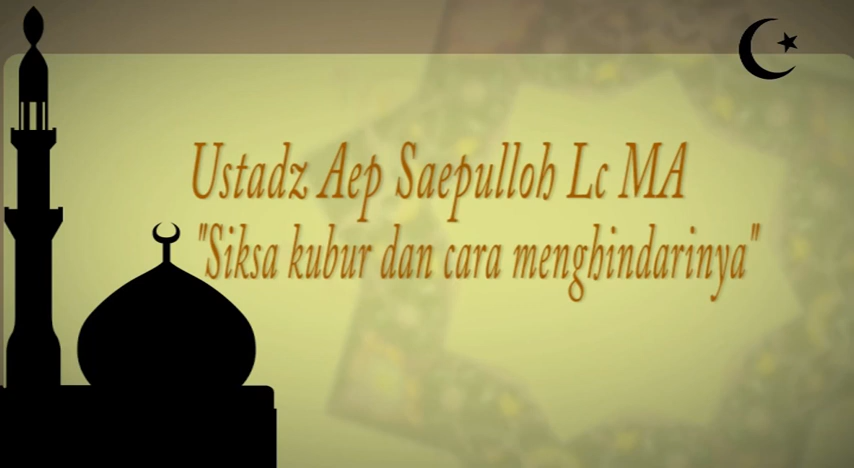 Ustadz Aep Saepulloh Lc MA
"Siksa kubur dan cara menghindarinya"